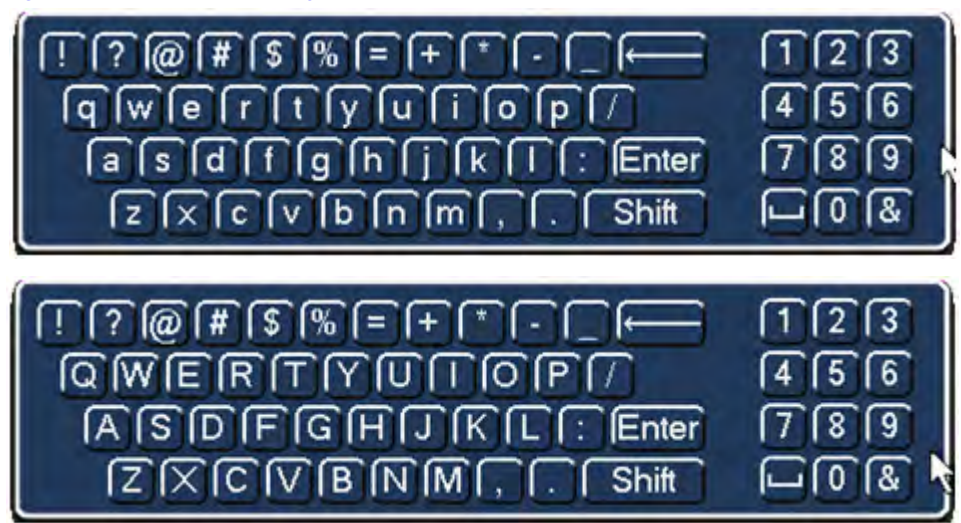 ! ? @ # $ % = + * - _ ← 1 2 3
q w e r t y u i o p / 4 5 6
a s d f g h j k l : Enter 7 8 9
z x c v b n m , . Shift ⎵ 0 &
! ? @ # $ % = + * - _ ← 1 2 3
Q W E R T Y U I O P / 4 5 6
A S D F G H J K L : Enter 7 8 9
Z X C V B N M , . Shift ⎵ 0 &